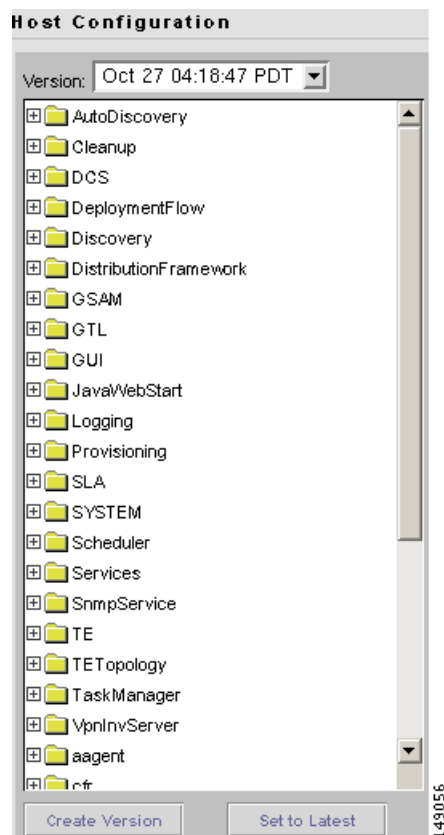 Host Configuration
Version: Oct 27 04:18:47 PDT
AutoDiscovery
Cleanup
DCS
DeploymentFlow
Discovery
DistributionFramework
GSAM
GTL
GUI
JavaWebStart
Logging
Provisioning
SLA
SYSTEM
Scheduler
Services
SnmpService
TE
TETopology
TaskManager
VpnInvServer
aagent
cfr
Create Version Set to Latest
149056